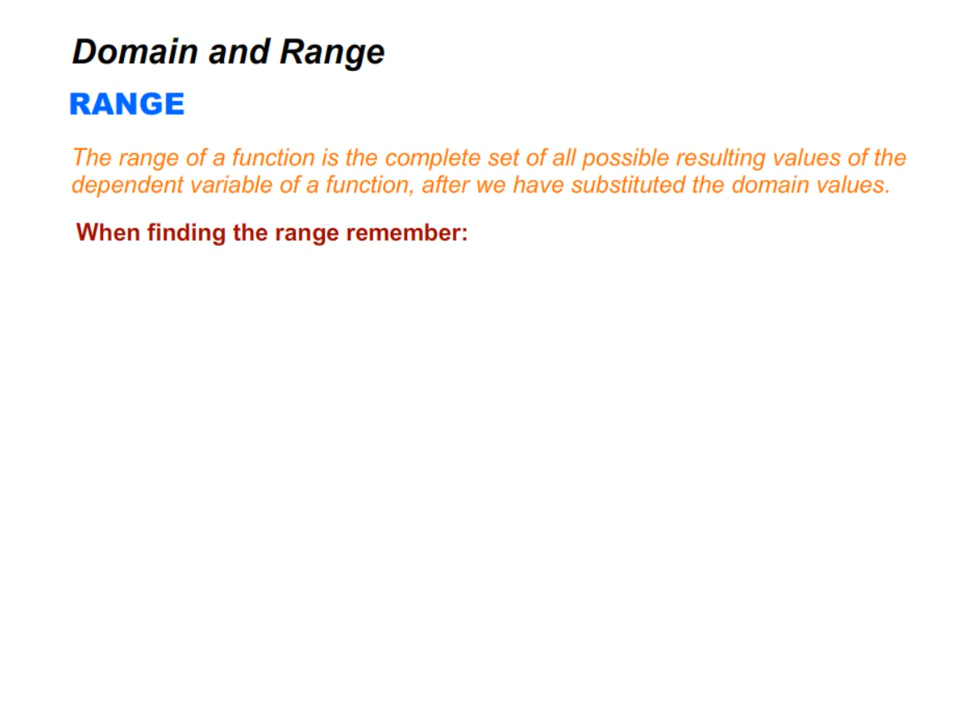 Domain and Range
RANGE
The range of a function is the complete set of all possible resulting values of the
dependent variable of a function, after we have substituted the domain values.
When finding the range remember: